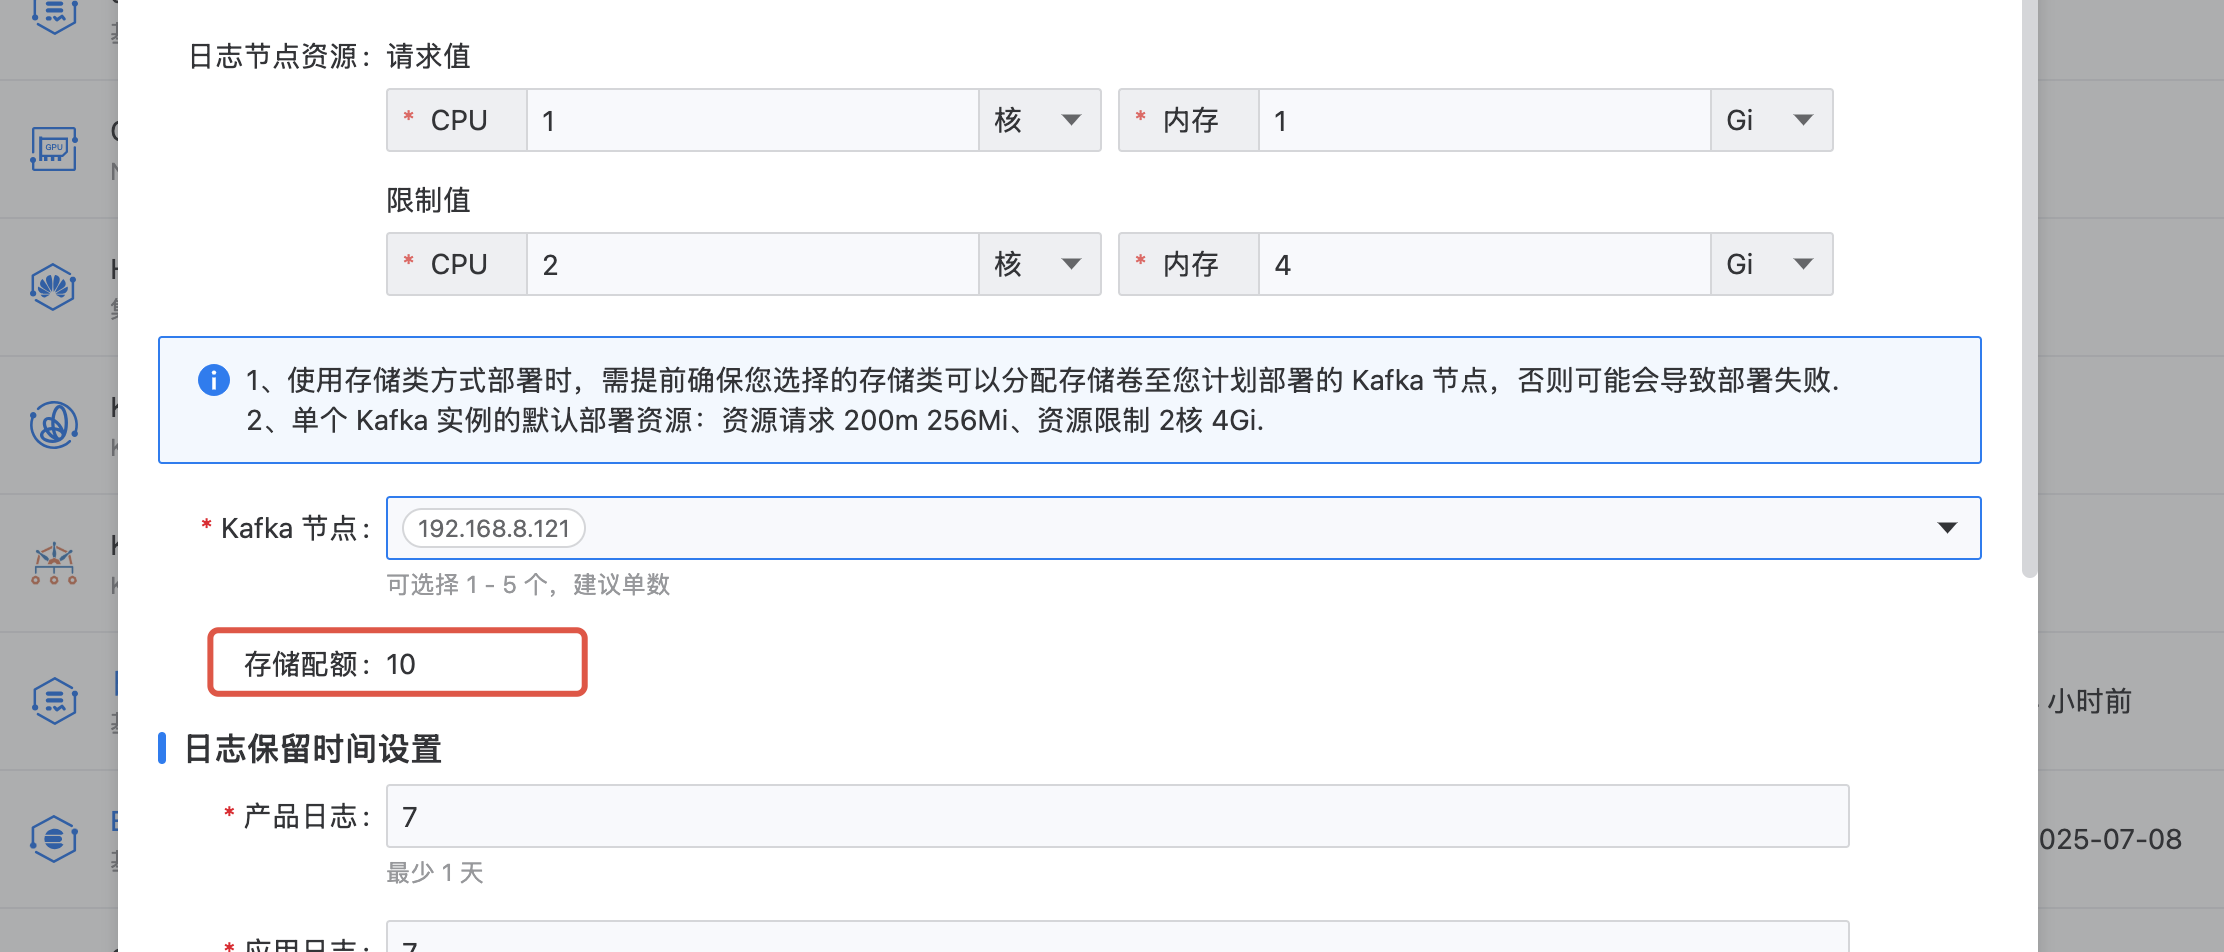 日志节点资源： 请求值
* CPU 1 核 * 内存 1 Gi
限制值
* CPU 2 核 * 内存 4 Gi
1、使用存储类方式部署时，需提前确保您选择的存储类可以分配存储卷至您计划部署的 Kafka 节点，否则可能会导致部署失败.
2、单个 Kafka 实例的默认部署资源：资源请求 200m 256Mi、资源限制 2核 4Gi.
* Kafka 节点： 192.168.8.121
可选择 1 - 5 个，建议单数
存储配额： 10
小时前
日志保留时间设置
* 产品日志： 7
025-07-08
最少 1 天
* 应用日志： 7
GPU